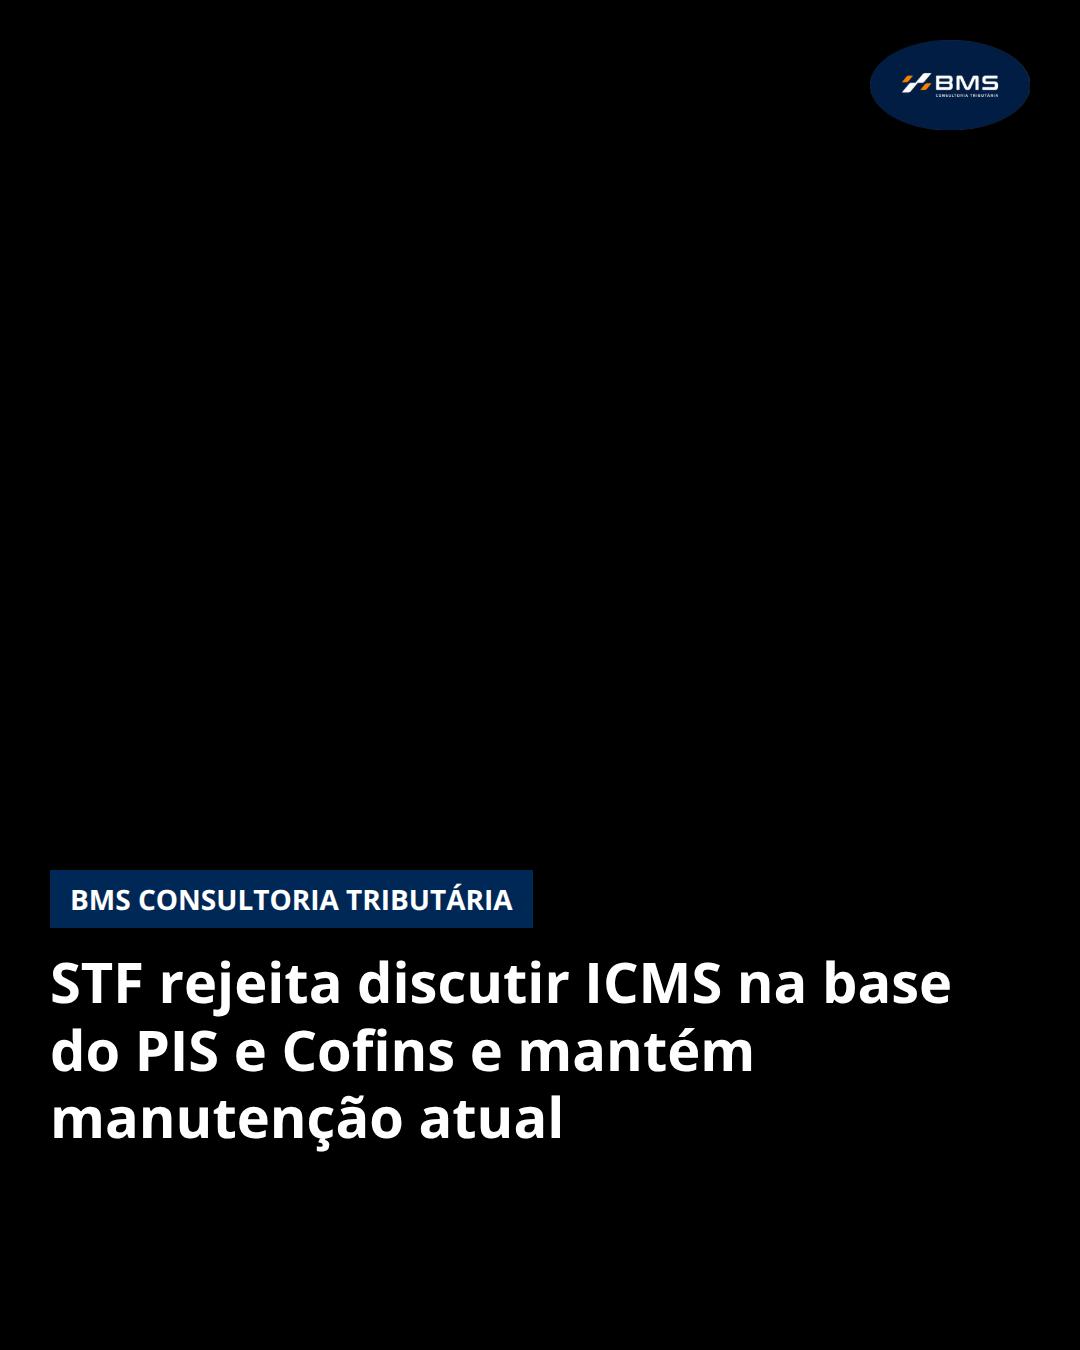 BMS
CONSULTORIA TRIBUTÁRIA
BMS CONSULTORIA TRIBUTÁRIA
STF rejeita discutir ICMS na base
do PIS e Cofins e mantém
manutenção atual